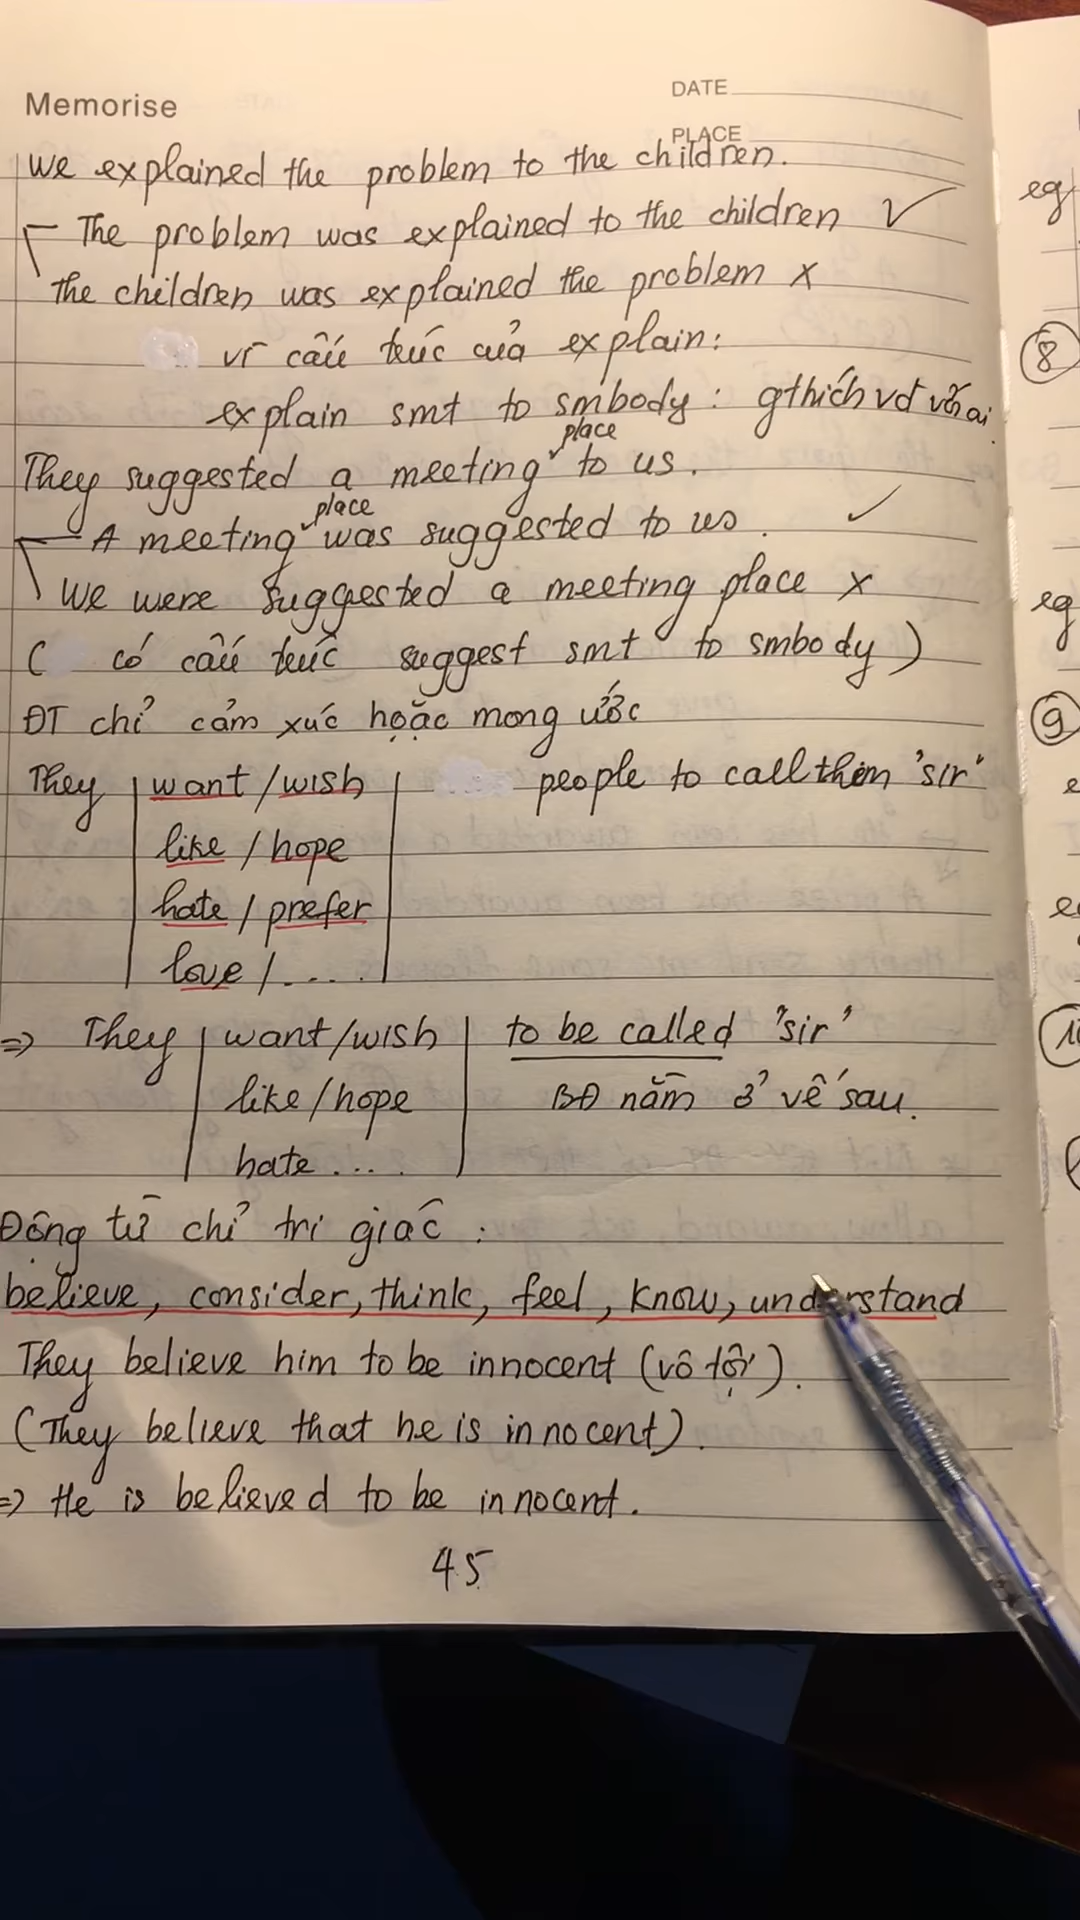 Memorise
DATE
PLACE
We explained the problem to the children.
The problem was explained to the children ✓
The children was explained the problem x
vì cấu trúc của explain:
explain smt to smbody: gthích vđ với ai.
place
They suggested a meeting ✓ to us.
place
A meeting ✓ was suggested to us. ✓
We were suggested a meeting place x
( có cấu trúc suggest smt to smbody )
ĐT chỉ cảm xúc hoặc mong ước
They | want / wish | people to call them 'sir'
like / hope
hate / prefer
love / ....
=> They | want/wish | to be called 'sir'
like / hope BĐ nằm ở vế sau.
hate ....
Động từ chỉ tri giác :
believe, consider, think, feel, know, understand
They believe him to be innocent (vô tội).
(They believe that he is innocent).
=> He is believed to be innocent.
45
eg
8
eg
9
e